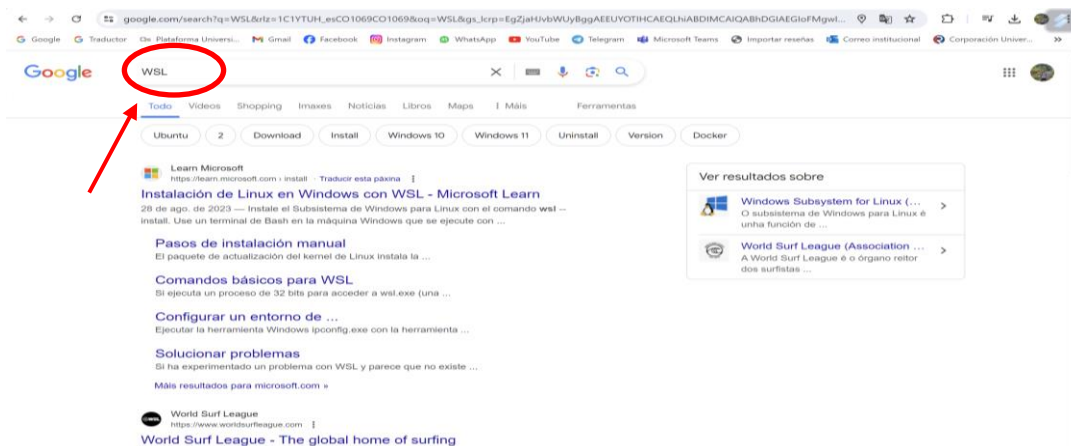 google.com/search?q=WSL&rlz=1C1YTUH_esCO1069CO1069&oq=WSL&gs_lcrp=EgZjaHJvbWUyBggAEEUYOTIHCAEQLhiABDIMCAIQABhDGIAEGIoFMgwI...
Google
Traductor
Plataforma Universi...
Gmail
Facebook
Instagram
WhatsApp
YouTube
Telegram
Microsoft Teams
Importar reseñas
Correo institucional
Corporación Univer...
Google
WSL
Todo Vídeos Shopping Imaxes Noticias Libros Maps Máis Ferramentas
Ubuntu 2 Download Install Windows 10 Windows 11 Uninstall Version Docker
Learn Microsoft
https://learn.microsoft.com › install · Traducir esta páxina
Instalación de Linux en Windows con WSL - Microsoft Learn
28 de ago. de 2023 — Instale el Subsistema de Windows para Linux con el comando wsl --
install. Use un terminal de Bash en la máquina Windows que se ejecute con ...
Pasos de instalación manual
El paquete de actualización del kernel de Linux instala la ...
Comandos básicos para WSL
Si ejecuta un proceso de 32 bits para acceder a wsl.exe (una ...
Configurar un entorno de ...
Ejecutar la herramienta Windows ipconfig.exe con la herramienta ...
Solucionar problemas
Si ha experimentado un problema con WSL y parece que no existe ...
Máis resultados para microsoft.com »
World Surf League
https://www.worldsurfleague.com
World Surf League - The global home of surfing
Ver resultados sobre
Windows Subsystem for Linux (...
O subsistema de Windows para Linux é
unha función de ...
World Surf League (Association ...
A World Surf League é o órgano reitor
dos surfistas ...